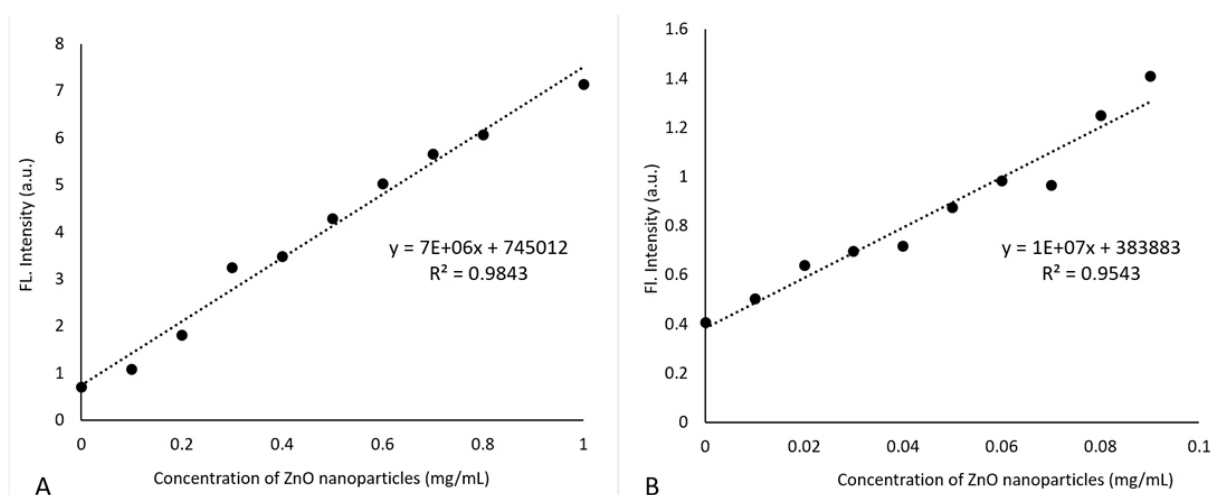 8
7
6
5
4
3
2
1
0
FL. Intensity (a.u.)
y = 7E+06x + 745012
R² = 0.9843
0 0.2 0.4 0.6 0.8 1
Concentration of ZnO nanoparticles (mg/mL)
A
1.6
1.4
1.2
1
0.8
0.6
0.4
0.2
0
Fl. Intensity (a.u.)
y = 1E+07x + 383883
R² = 0.9543
0 0.02 0.04 0.06 0.08 0.1
Concentration of ZnO nanoparticles (mg/mL)
B